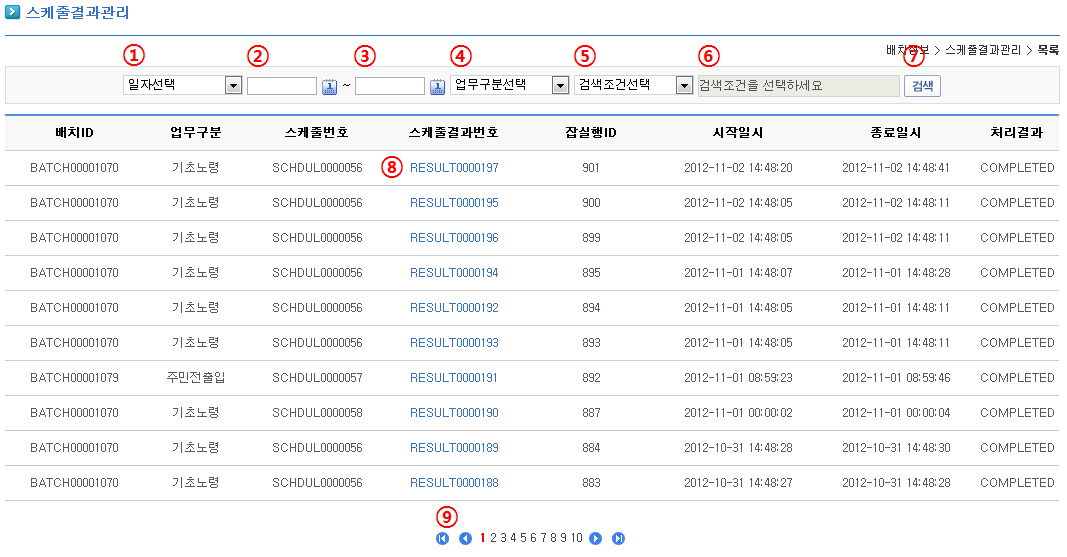 스케줄결과관리
배치정보 > 스케줄결과관리 > 목록
① ② ③ ④ ⑤ ⑥ ⑦
일자선택 ~ 업무구분선택 검색조건선택 검색조건을 선택하세요 검색
배치ID 업무구분 스케줄번호 스케줄결과번호 잡실행ID 시작일시 종료일시 처리결과
BATCH00001070 기초노령 SCHDUL0000056 ⑧ RESULT0000197 901 2012-11-02 14:48:20 2012-11-02 14:48:41 COMPLETED
BATCH00001070 기초노령 SCHDUL0000056 RESULT0000195 900 2012-11-02 14:48:05 2012-11-02 14:48:11 COMPLETED
BATCH00001070 기초노령 SCHDUL0000056 RESULT0000196 899 2012-11-02 14:48:05 2012-11-02 14:48:11 COMPLETED
BATCH00001070 기초노령 SCHDUL0000056 RESULT0000194 895 2012-11-01 14:48:07 2012-11-01 14:48:28 COMPLETED
BATCH00001070 기초노령 SCHDUL0000056 RESULT0000192 894 2012-11-01 14:48:05 2012-11-01 14:48:11 COMPLETED
BATCH00001070 기초노령 SCHDUL0000056 RESULT0000193 893 2012-11-01 14:48:05 2012-11-01 14:48:11 COMPLETED
BATCH00001079 주민전출입 SCHDUL0000057 RESULT0000191 892 2012-11-01 08:59:23 2012-11-01 08:59:46 COMPLETED
BATCH00001070 기초노령 SCHDUL0000058 RESULT0000190 887 2012-11-01 00:00:02 2012-11-01 00:00:04 COMPLETED
BATCH00001070 기초노령 SCHDUL0000056 RESULT0000189 884 2012-10-31 14:48:28 2012-10-31 14:48:30 COMPLETED
BATCH00001070 기초노령 SCHDUL0000056 RESULT0000188 883 2012-10-31 14:48:27 2012-10-31 14:48:28 COMPLETED
⑨
1 2 3 4 5 6 7 8 9 10